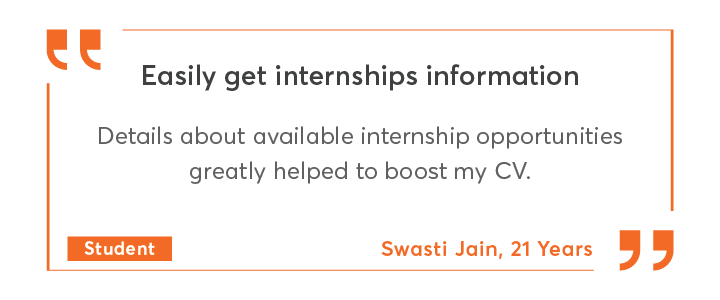 Easily get internships information
Details about available internship opportunities
greatly helped to boost my CV.
Student
Swasti Jain, 21 Years